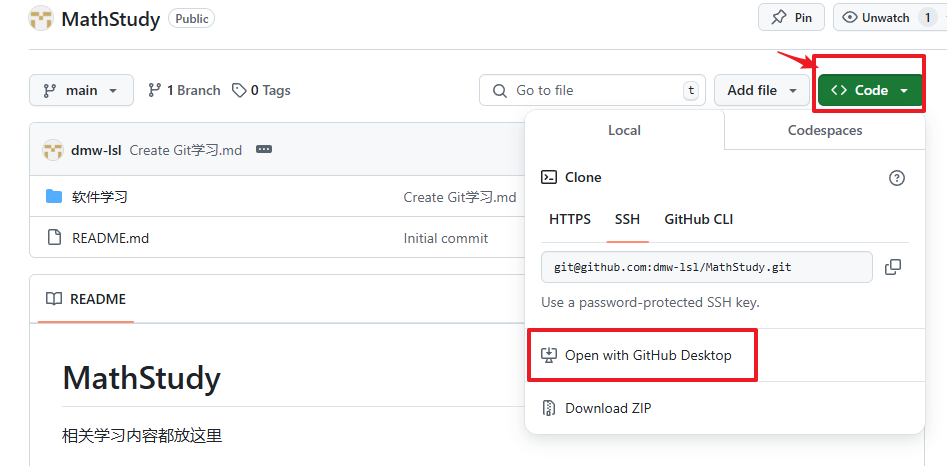 MathStudy Public
Pin Unwatch 1
main 1 Branch 0 Tags Go to file t Add file Code
dmw-lsl Create Git学习.md
软件学习 Create Git学习.md
README.md Initial commit
README
MathStudy
相关学习内容都放这里
Local Codespaces
Clone
HTTPS SSH GitHub CLI
git@github.com:dmw-lsl/MathStudy.git
Use a password-protected SSH key.
Open with GitHub Desktop
Download ZIP